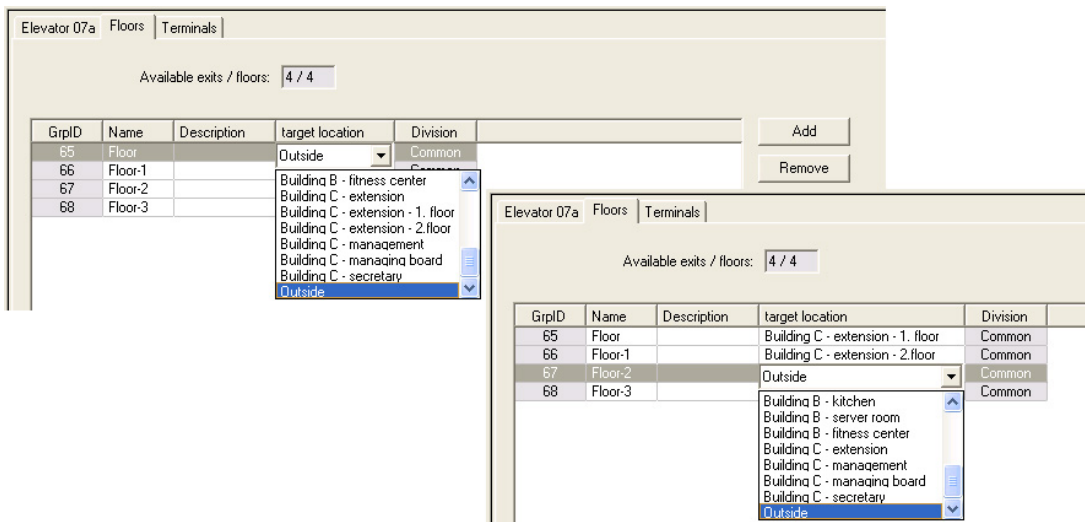 Elevator 07a Floors Terminals
Available exits / floors: 4 / 4
GrpID Name Description target location Division
Add
65 Floor Outside Common
66 Floor-1
Remove
67 Floor-2
68 Floor-3
Building B - fitness center
Building C - extension
Building C - extension - 1. floor
Building C - extension - 2.floor
Building C - management
Building C - managing board
Building C - secretary
Outside
Elevator 07a Floors Terminals
Available exits / floors: 4 / 4
GrpID Name Description target location Division
65 Floor Building C - extension - 1. floor Common
66 Floor-1 Building C - extension - 2.floor Common
67 Floor-2 Outside Common
68 Floor-3 Common
Building B - kitchen
Building B - server room
Building B - fitness center
Building C - extension
Building C - management
Building C - managing board
Building C - secretary
Outside